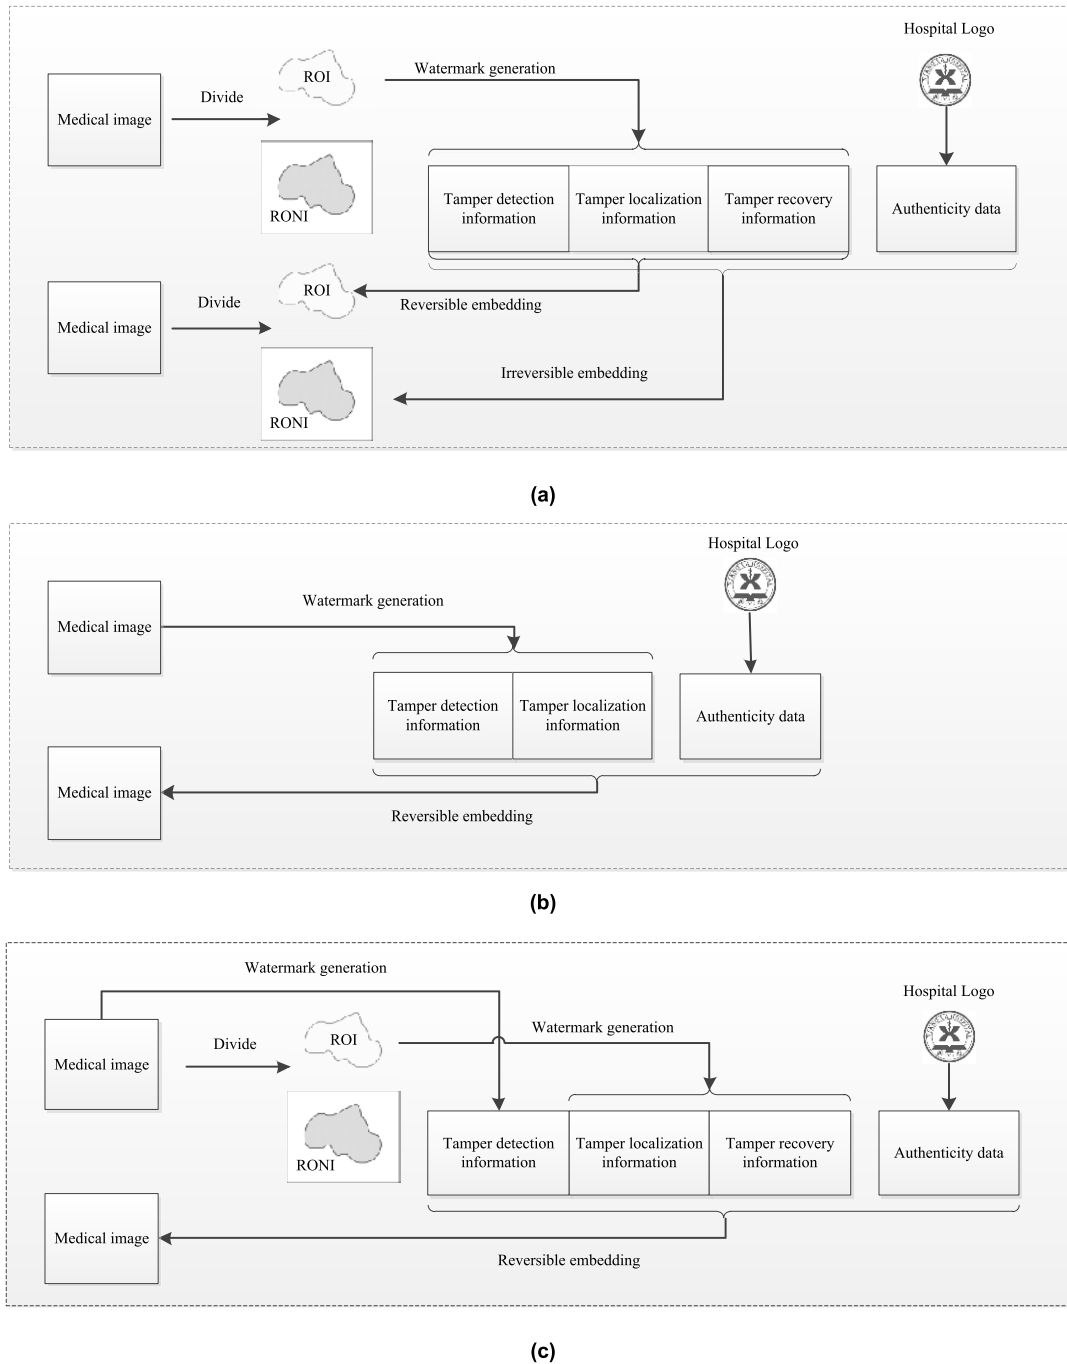 Hospital Logo
Watermark generation
ROI
Divide
Medical image
RONI
Tamper detection
information
Tamper localization
information
Tamper recovery
information
Authenticity data
ROI
Divide
Reversible embedding
Medical image
Irreversible embedding
RONI
(a)
Hospital Logo
Watermark generation
Medical image
Tamper detection
information
Tamper localization
information
Authenticity data
Medical image
Reversible embedding
(b)
Watermark generation
Hospital Logo
Watermark generation
ROI
Divide
Medical image
RONI
Tamper detection
information
Tamper localization
information
Tamper recovery
information
Authenticity data
Medical image
Reversible embedding
(c)